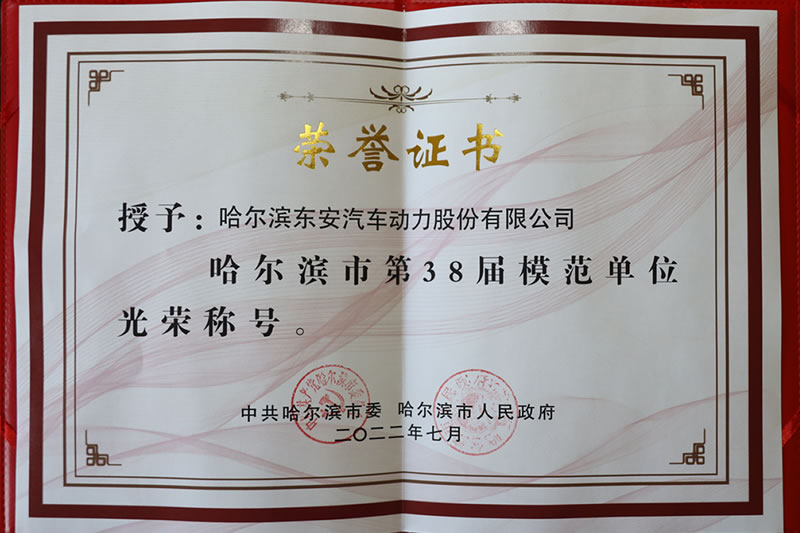 荣誉证书
授予：哈尔滨东安汽车动力股份有限公司
哈尔滨市第38届模范单位
光荣称号。
中共哈尔滨市委 哈尔滨市人民政府
二〇二二年七月